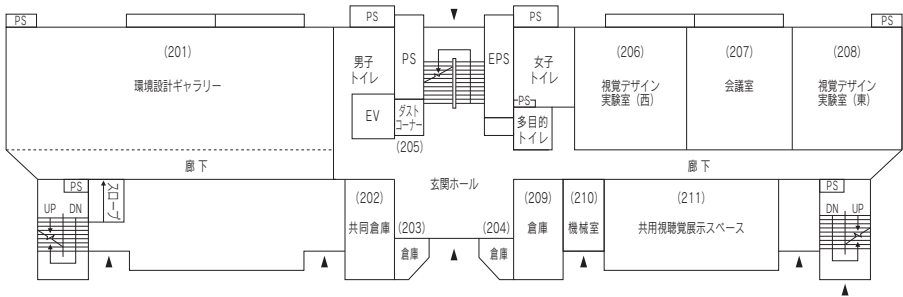 PS
PS
PS
PS
(201)
環境設計ギャラリー
男子
トイレ
PS
EPS
女子
トイレ
(206)
視覚デザイン
実験室（西）
(207)
会議室
(208)
視覚デザイン
実験室（東）
EV
ダスト
コーナー
(205)
PS
多目的
トイレ
廊下
玄関ホール
廊下
PS
スロープ
UP DN
(202)
共同倉庫
(203)
倉庫
(204)
倉庫
(209)
倉庫
(210)
機械室
(211)
共用視聴覚展示スペース
PS
DN UP